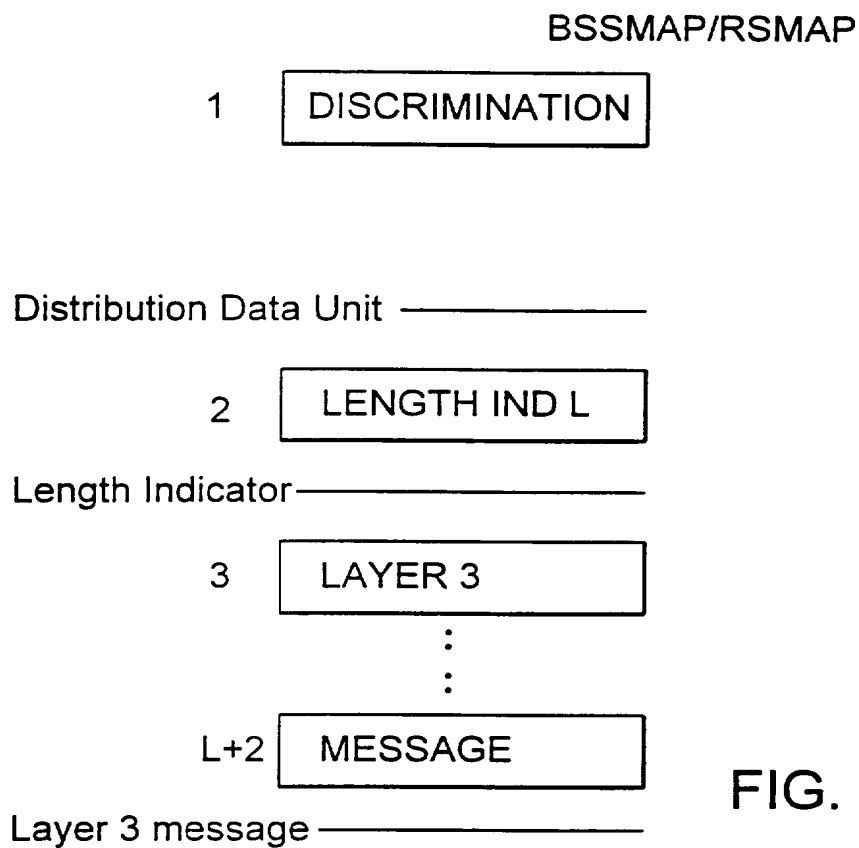 BSSMAP/RSMAP
1 DISCRIMINATION
Distribution Data Unit
2 LENGTH IND L
Length Indicator
3 LAYER 3
L+2 MESSAGE
FIG.
Layer 3 message